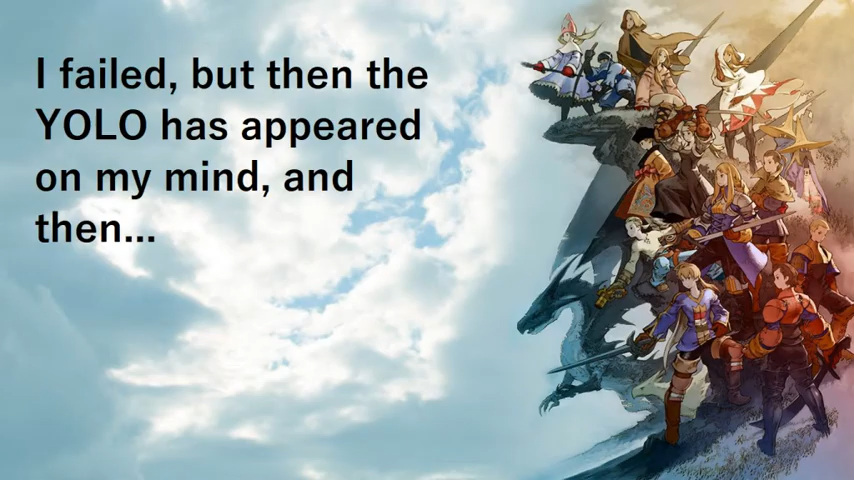 I failed, but then the
YOLO has appeared
on my mind, and
then...